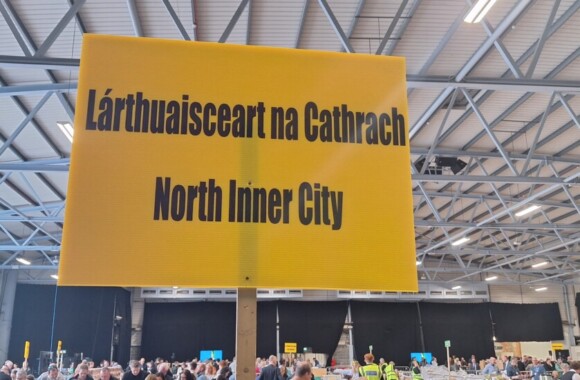 Lárthuaisceart na Cathrach
North Inner City